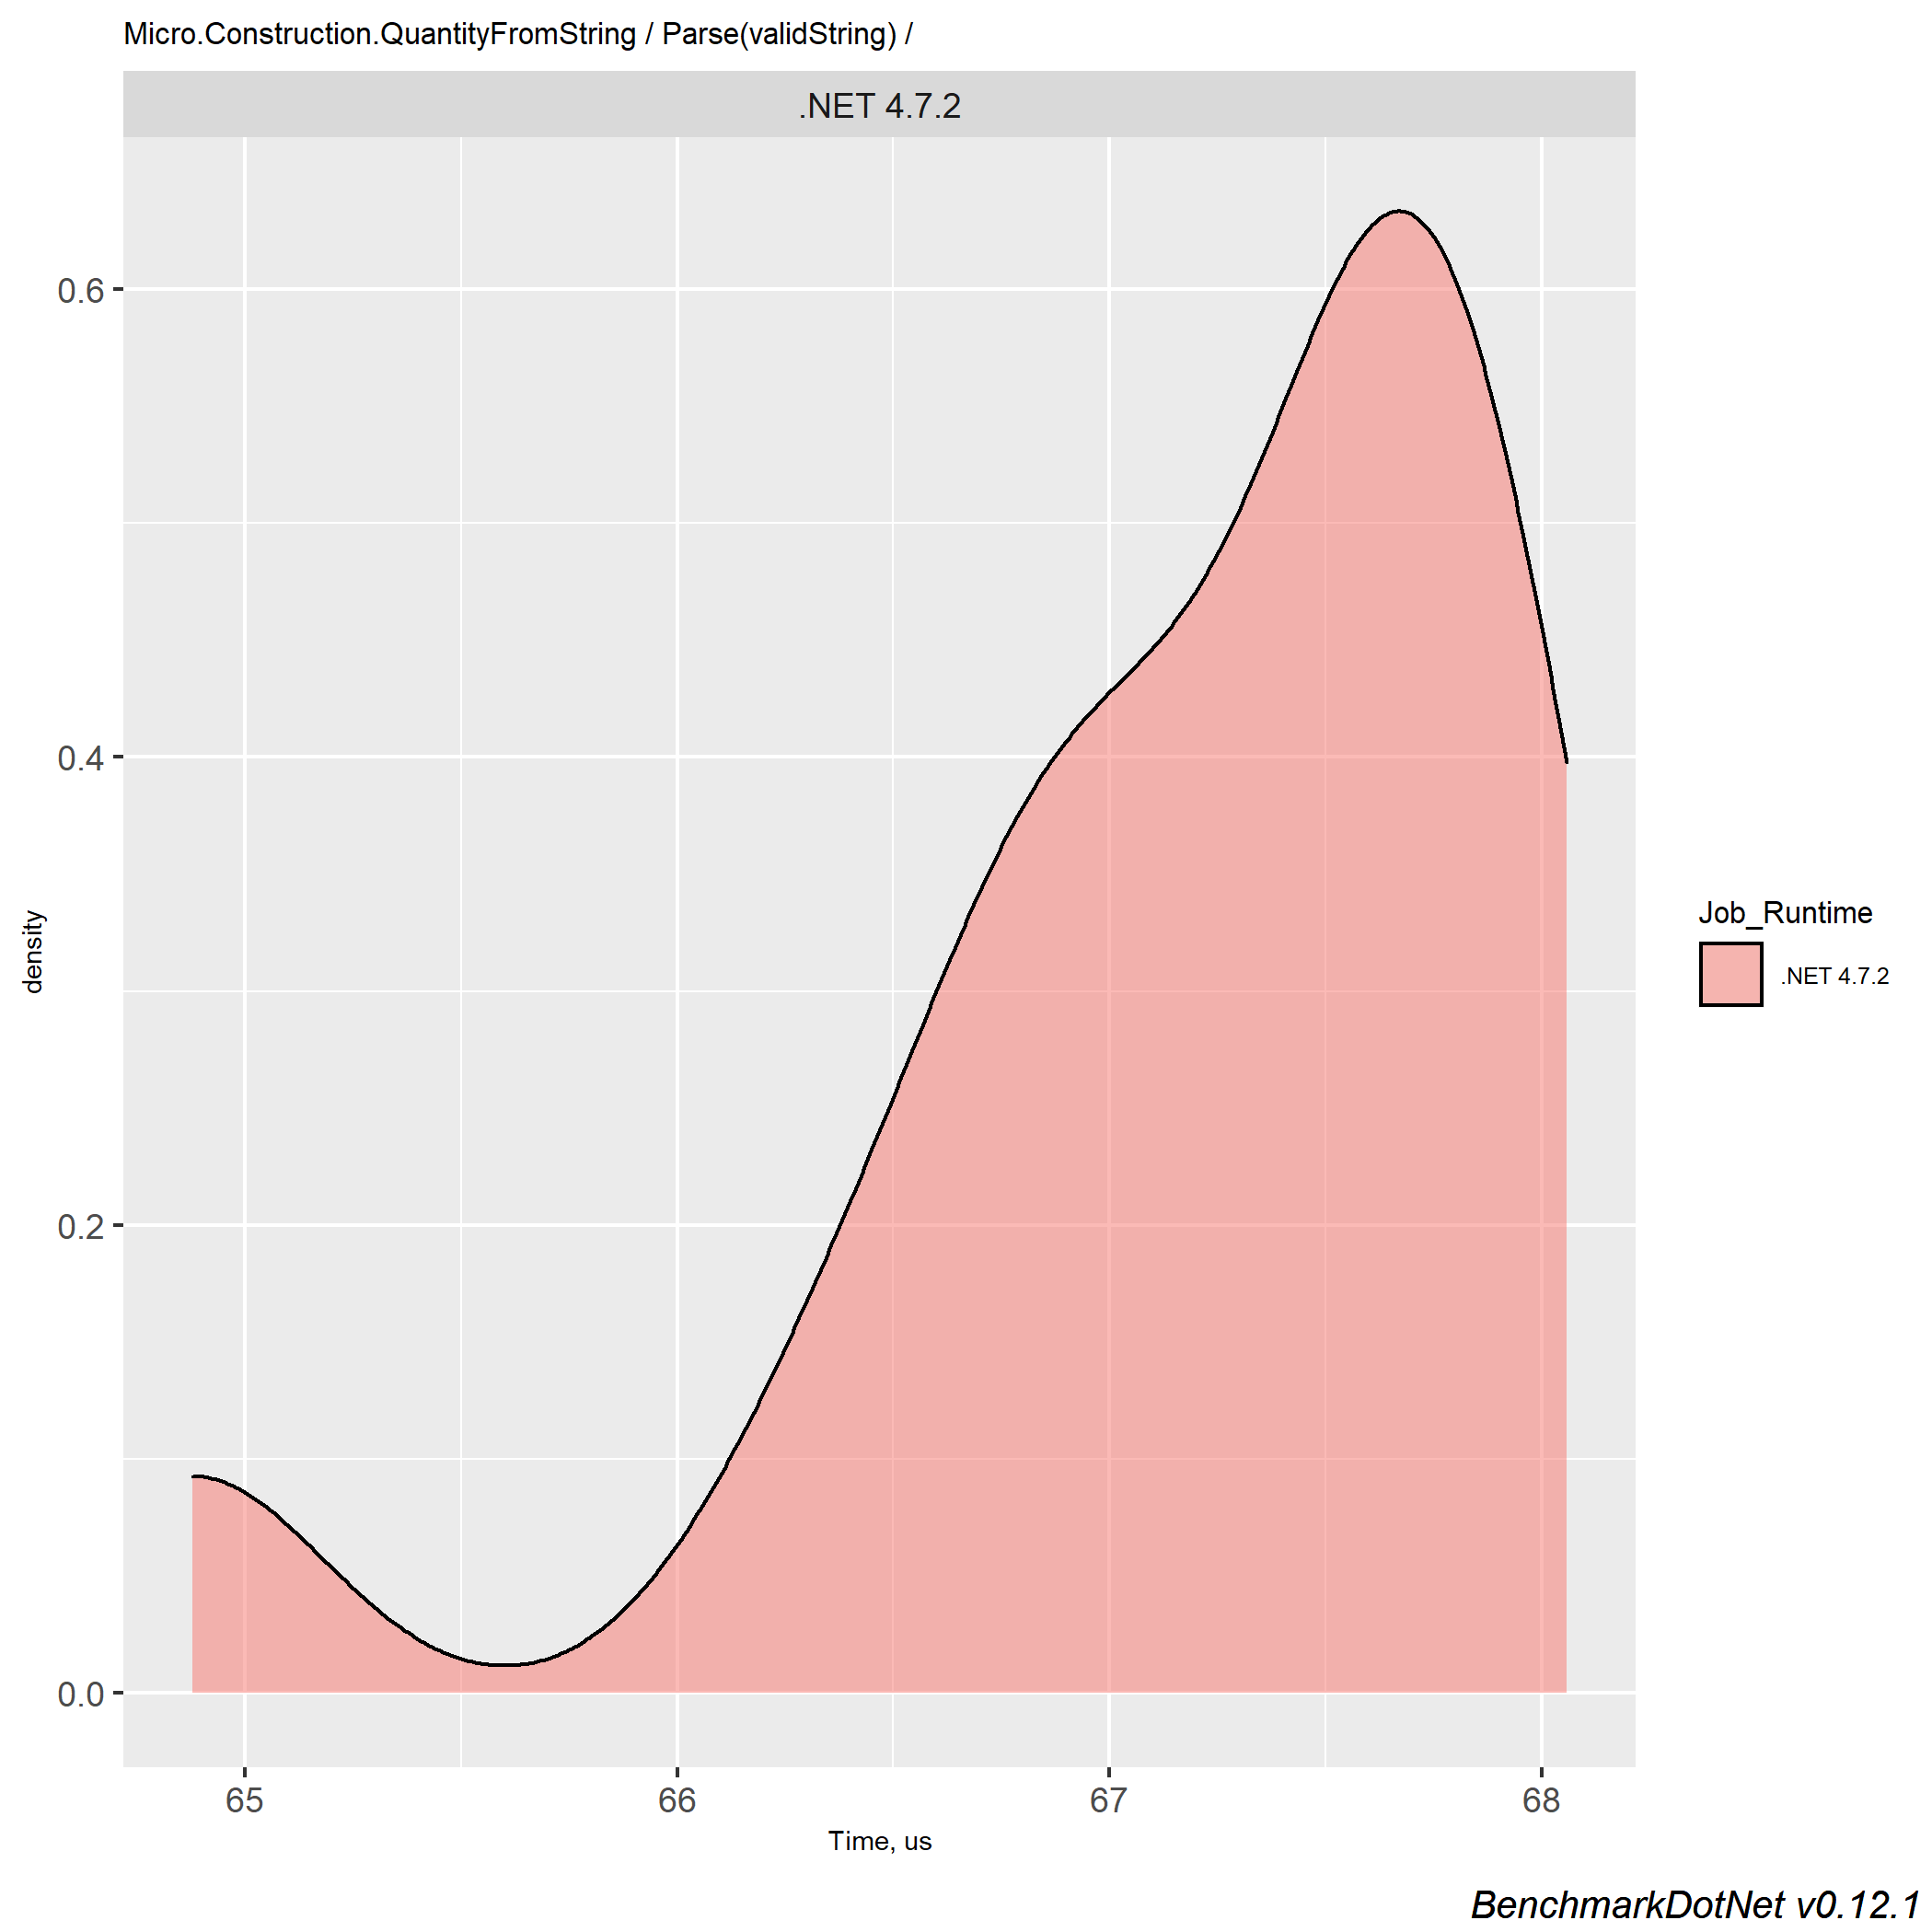 Micro.Construction.QuantityFromString / Parse(validString) /
.NET 4.7.2
0.6
0.4
0.2
0.0
density
65 66 67 68
Time, us
Job_Runtime
.NET 4.7.2
BenchmarkDotNet v0.12.1